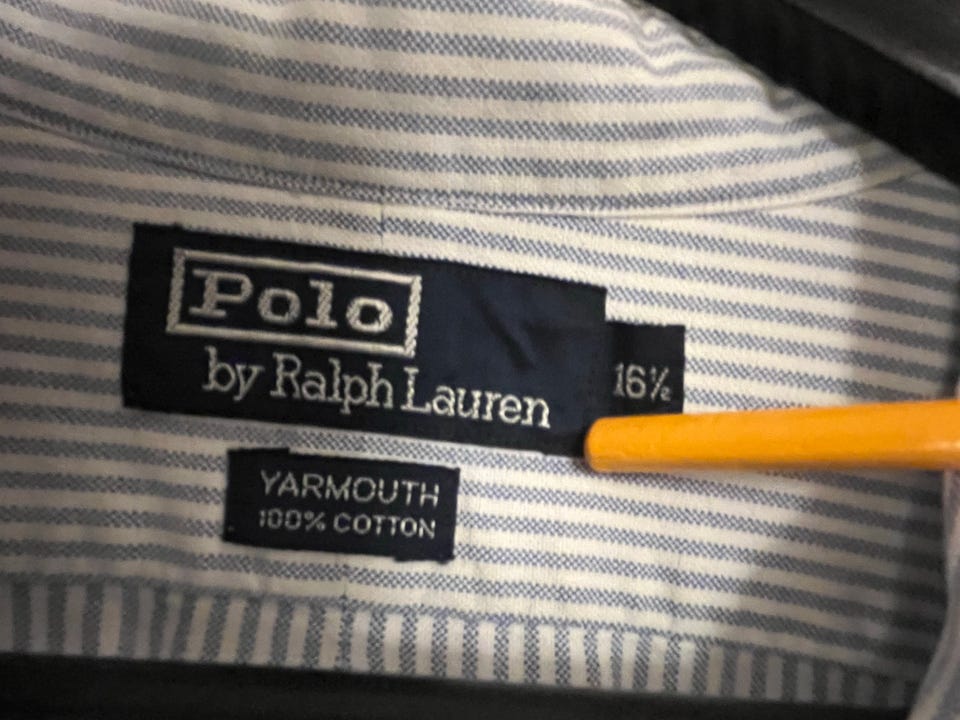 Polo
by Ralph Lauren
16½
YARMOUTH
100% COTTON